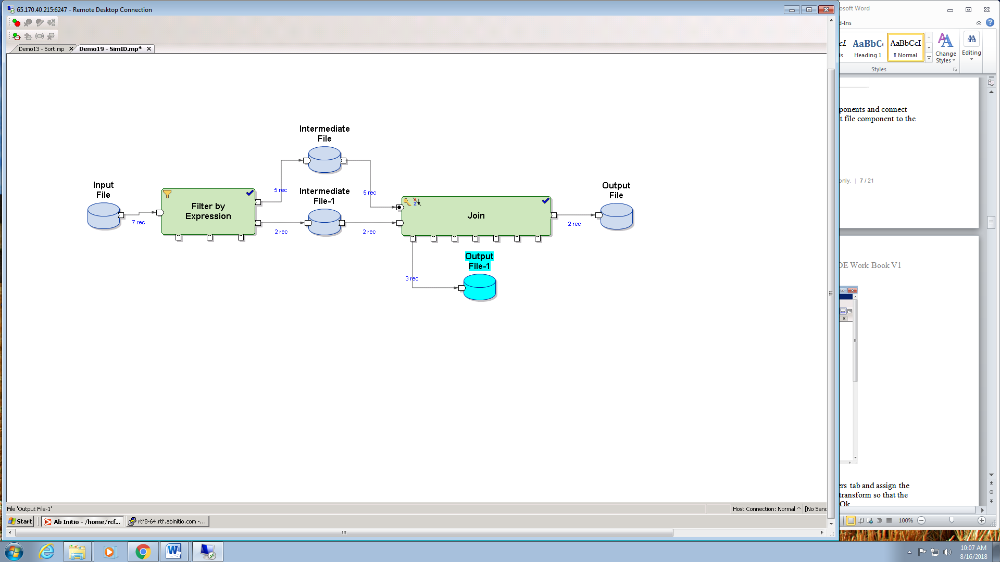 65.170.40.215:6247 - Remote Desktop Connection
Demo13 - Sort.mp
Demo19 - SimID.mp*
Intermediate
File
5 rec
5 rec
Input
File
7 rec
Filter by
Expression
Intermediate
File-1
2 rec
2 rec
Join
2 rec
Output
File
Output
File-1
3 rec
File 'Output File-1'
Host Connection: Normal ^
[No Sand
Start
Ab Initio - /home/rcf...
rtf8-64.rtf.abinitio.com -...
osoft Word
d-Ins
AaBbC
Heading 1
AaBbCcI
¶ Normal
Change
Styles
Editing
Styles
ponents and connect
t file component to the
only. | 7 / 21
DE Work Book V1
ers tab and assign the
transform so that the
Ok
100%
10:07 AM
8/16/2018